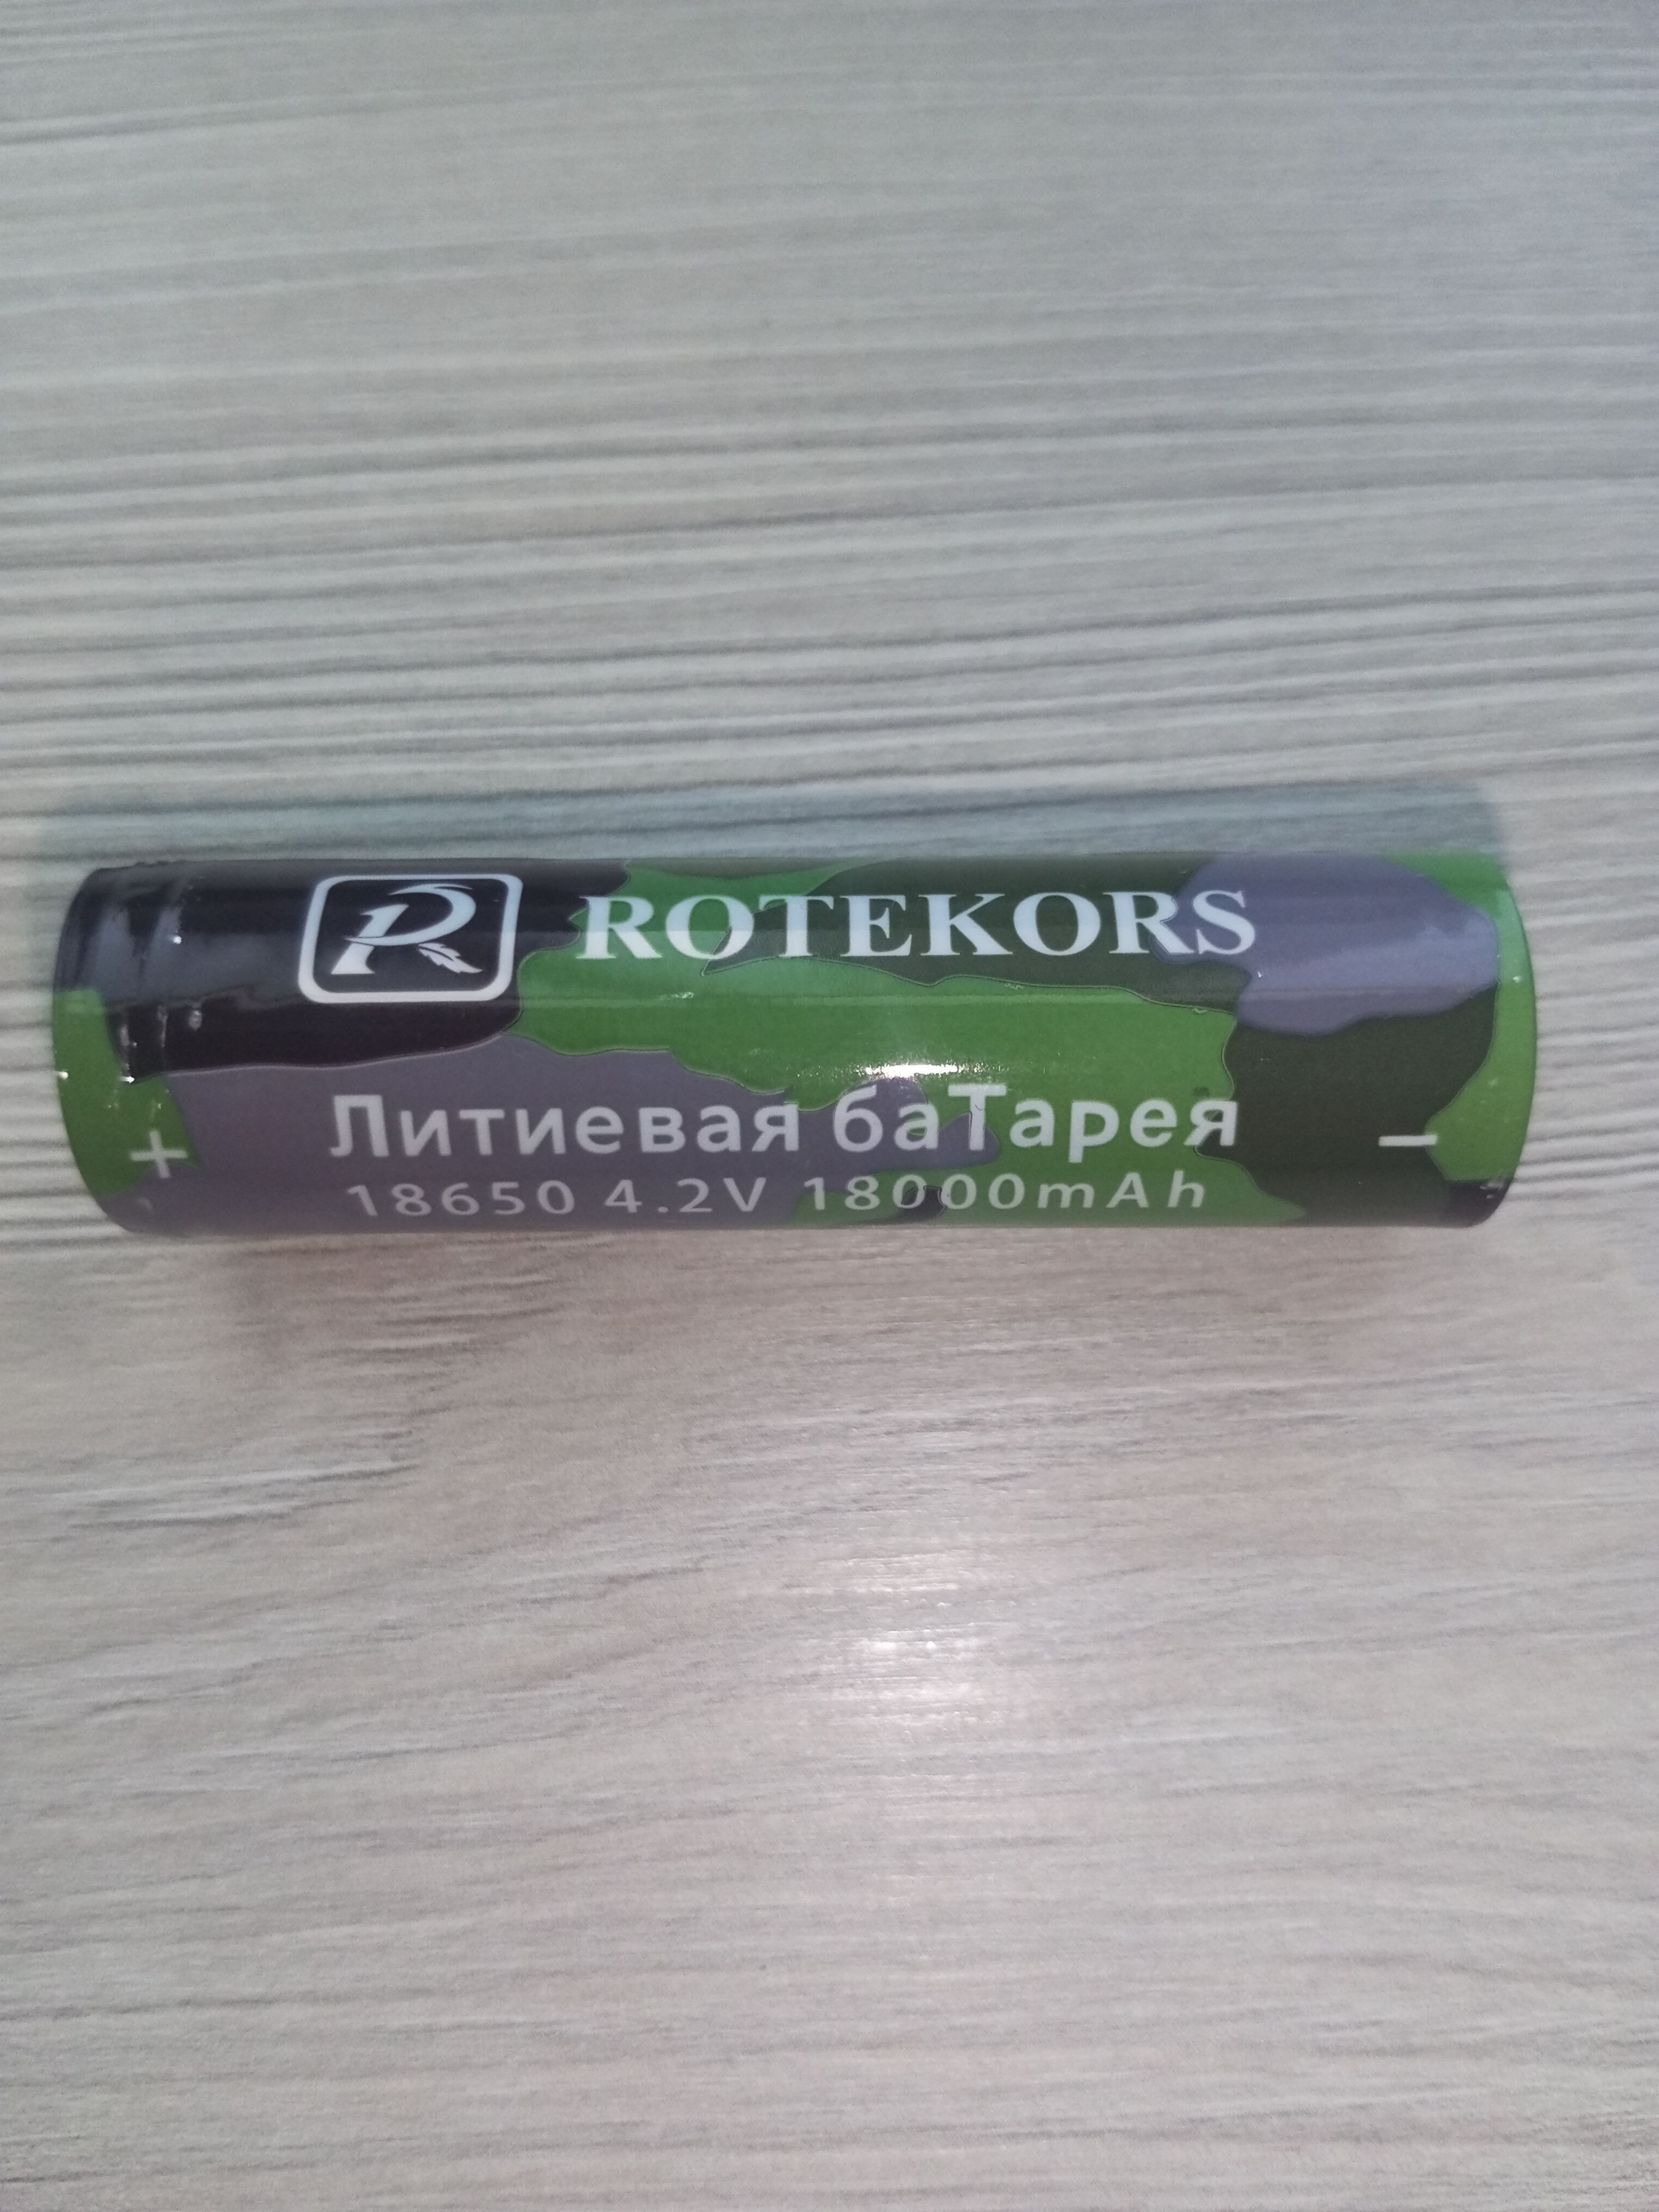 R ROTEKORS
Литиевая баТарея
18650 4.2V 18000mAh
+ −